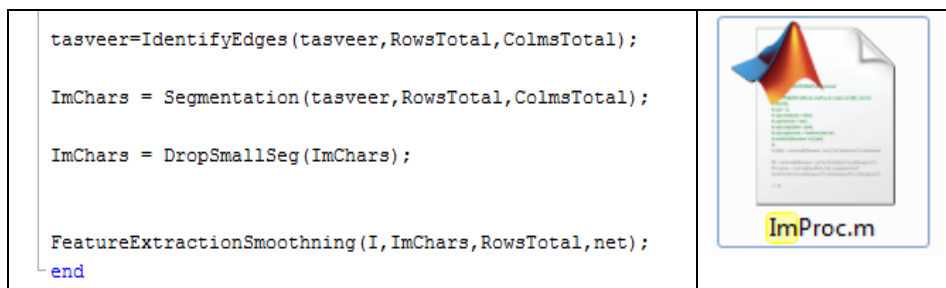 tasveer=IdentifyEdges(tasveer,RowsTotal,ColmsTotal);
ImChars = Segmentation(tasveer,RowsTotal,ColmsTotal);
ImChars = DropSmallSeg(ImChars);
FeatureExtractionSmoothning(I,ImChars,RowsTotal,net);
end
ImProc.m